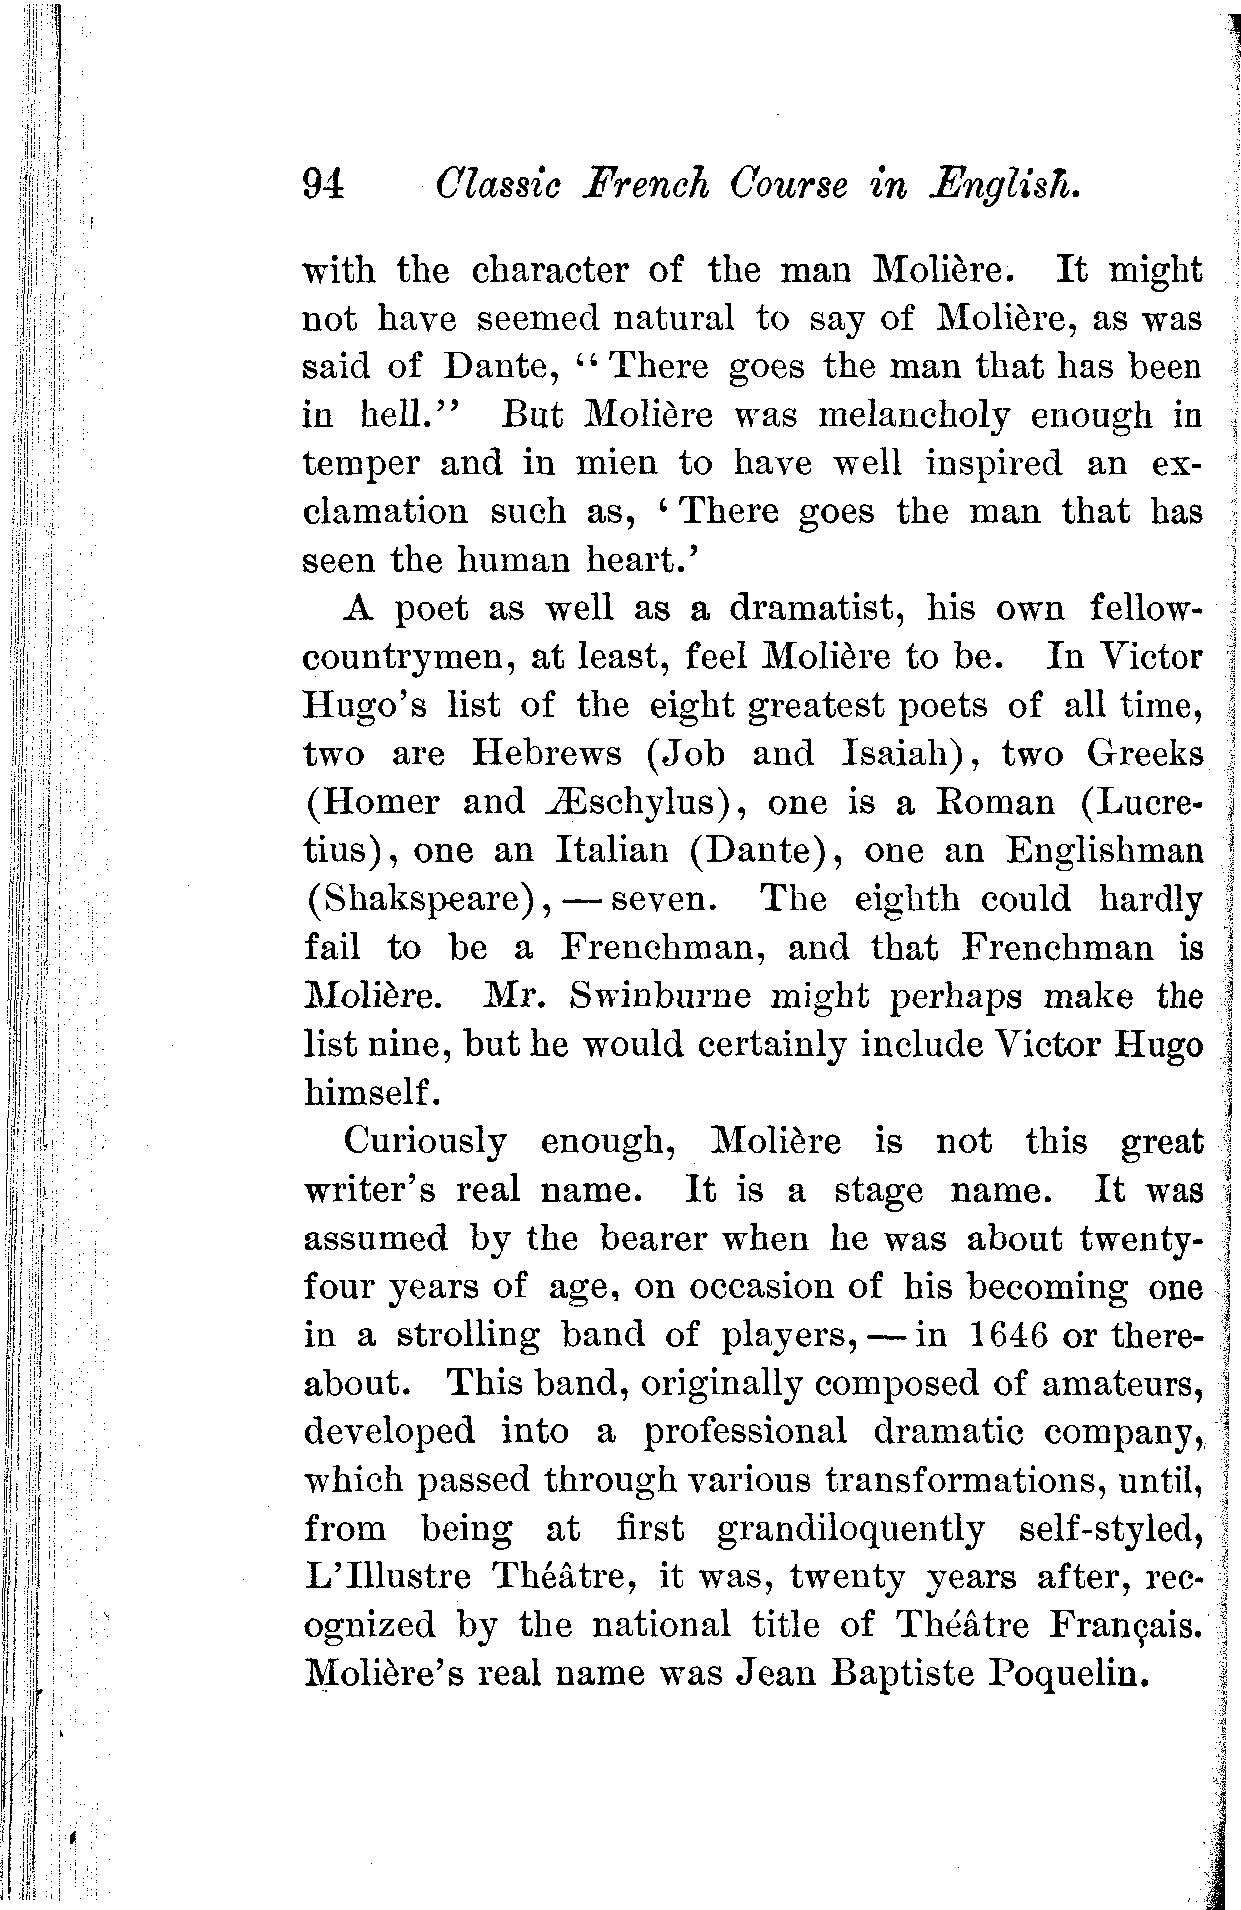 94 Classic French Course in English.
with the character of the man Molière. It might
not have seemed natural to say of Molière, as was
said of Dante, “There goes the man that has been
in hell.” But Molière was melancholy enough in
temper and in mien to have well inspired an ex-
clamation such as, ‘There goes the man that has
seen the human heart.’
A poet as well as a dramatist, his own fellow-
countrymen, at least, feel Molière to be. In Victor
Hugo’s list of the eight greatest poets of all time,
two are Hebrews (Job and Isaiah), two Greeks
(Homer and Æschylus), one is a Roman (Lucre-
tius), one an Italian (Dante), one an Englishman
(Shakspeare), — seven. The eighth could hardly
fail to be a Frenchman, and that Frenchman is
Molière. Mr. Swinburne might perhaps make the
list nine, but he would certainly include Victor Hugo
himself.
Curiously enough, Molière is not this great
writer’s real name. It is a stage name. It was
assumed by the bearer when he was about twenty-
four years of age, on occasion of his becoming one
in a strolling band of players, — in 1646 or there-
about. This band, originally composed of amateurs,
developed into a professional dramatic company,
which passed through various transformations, until,
from being at first grandiloquently self-styled,
L’Illustre Théâtre, it was, twenty years after, rec-
ognized by the national title of Théâtre Français.
Molière’s real name was Jean Baptiste Poquelin.